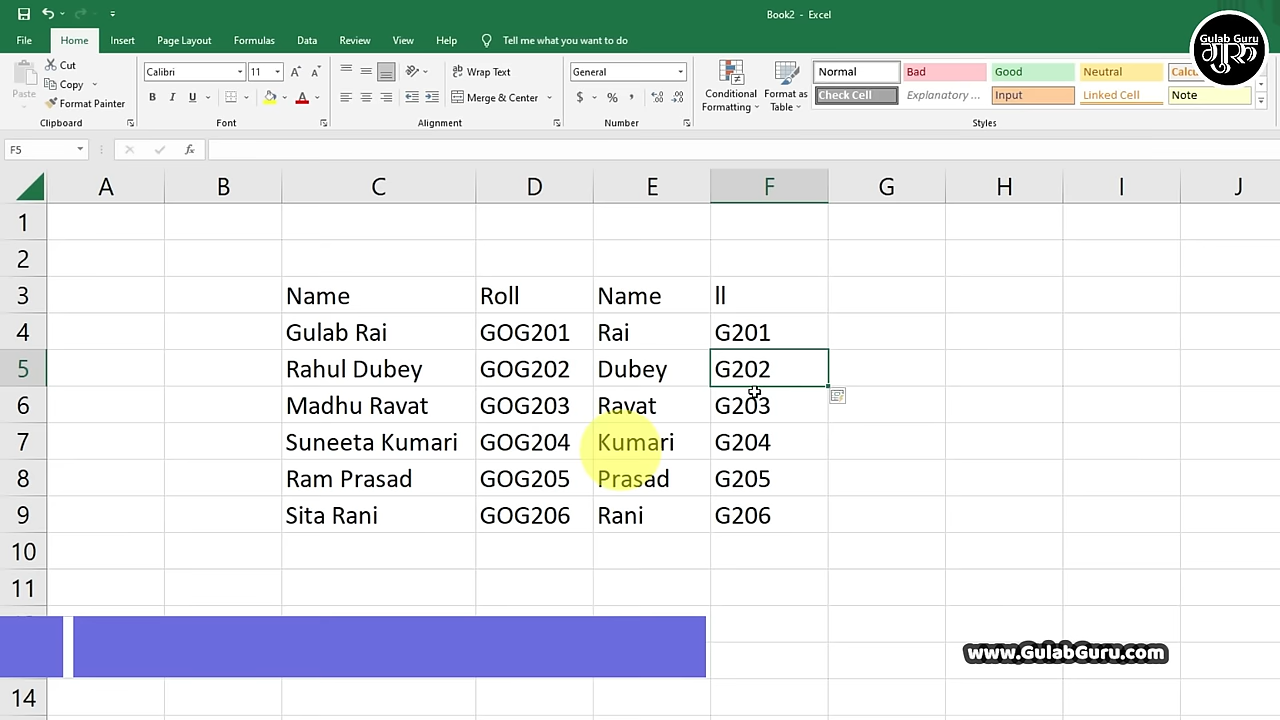 Book2 - Excel
Gulab Guru
गुरु
File Home Insert Page Layout Formulas Data Review View Help Tell me what you want to do
Paste
Cut
Copy
Format Painter
Clipboard
Calibri 11
B I U
Font
Wrap Text
Merge & Center
Alignment
General
$ % ,
Number
Conditional Formatting
Format as Table
Normal Bad Good Neutral Calcu
Check Cell Explanatory ... Input Linked Cell Note
Styles
F5 fx
A B C D E F G H I J
1
2
3 Name Roll Name ll
4 Gulab Rai GOG201 Rai G201
5 Rahul Dubey GOG202 Dubey G202
6 Madhu Ravat GOG203 Ravat G203
7 Suneeta Kumari GOG204 Kumari G204
8 Ram Prasad GOG205 Prasad G205
9 Sita Rani GOG206 Rani G206
10
11
www.GulabGuru.com
14